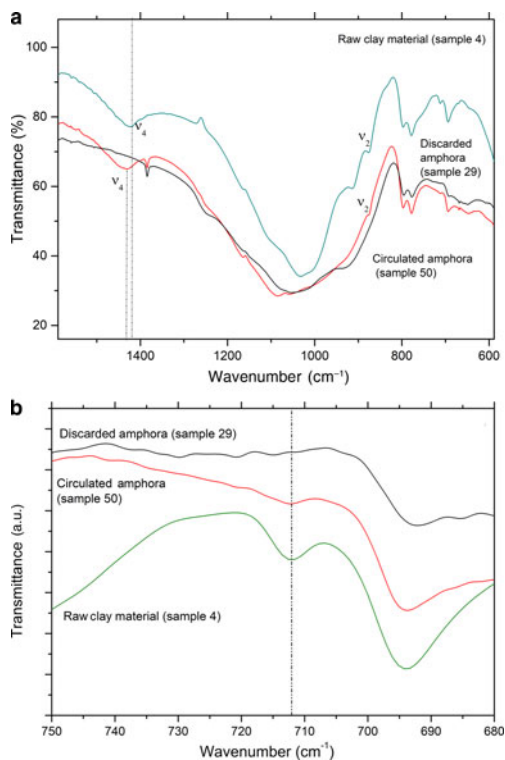 a
Raw clay material (sample 4)
100
80
60
40
20
Transmittance (%)
ν4
ν4
ν2
ν2
Discarded
amphora
(sample 29)
Circulated amphora
(sample 50)
1400
1200
1000
800
600
Wavenumber (cm⁻¹)
b
Discarded amphora (sample 29)
Circulated amphora
(sample 50)
Raw clay material (sample 4)
Transmittance (a.u.)
750
740
730
720
710
700
690
680
Wavenumber (cm⁻¹)